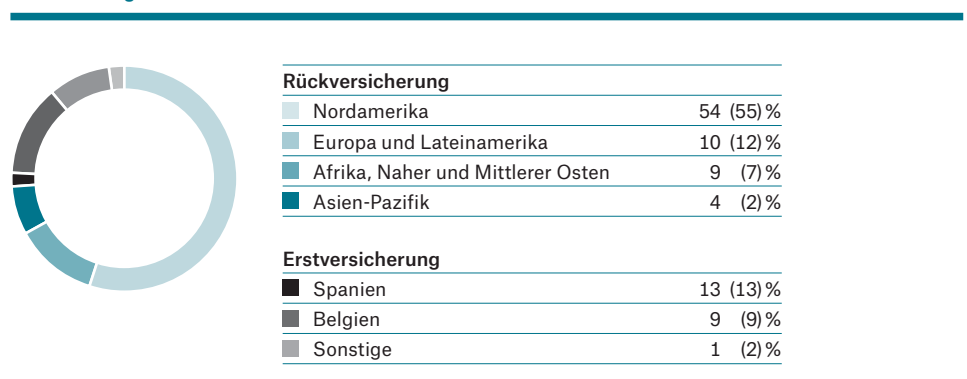 Rückversicherung
Nordamerika 54 (55) %
Europa und Lateinamerika 10 (12) %
Afrika, Naher und Mittlerer Osten 9 (7) %
Asien-Pazifik 4 (2) %
Erstversicherung
Spanien 13 (13) %
Belgien 9 (9) %
Sonstige 1 (2) %